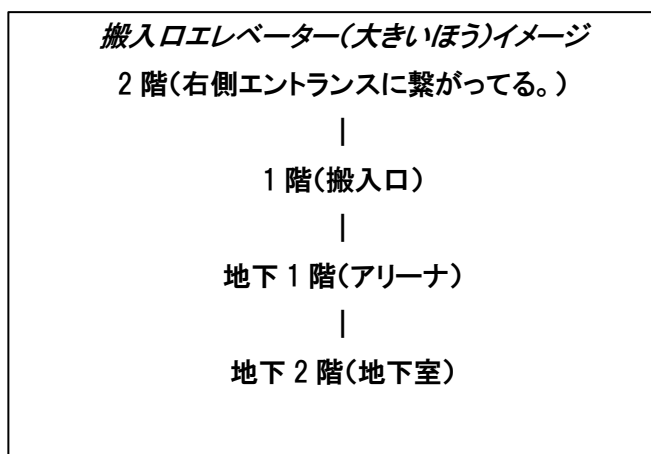 搬入口エレベーター(大きいほう)イメージ
2 階(右側エントランスに繋がってる。)
|
1 階(搬入口)
|
地下 1 階(アリーナ)
|
地下 2 階(地下室)